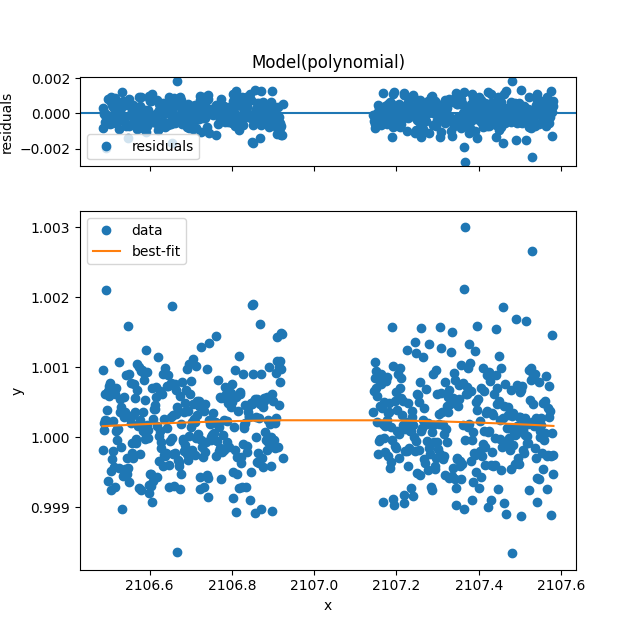 Model(polynomial)
0.002
0.000
−0.002
residuals
residuals
1.003
1.002
1.001
1.000
0.999
y
data
best-fit
2106.6 2106.8 2107.0 2107.2 2107.4 2107.6
x